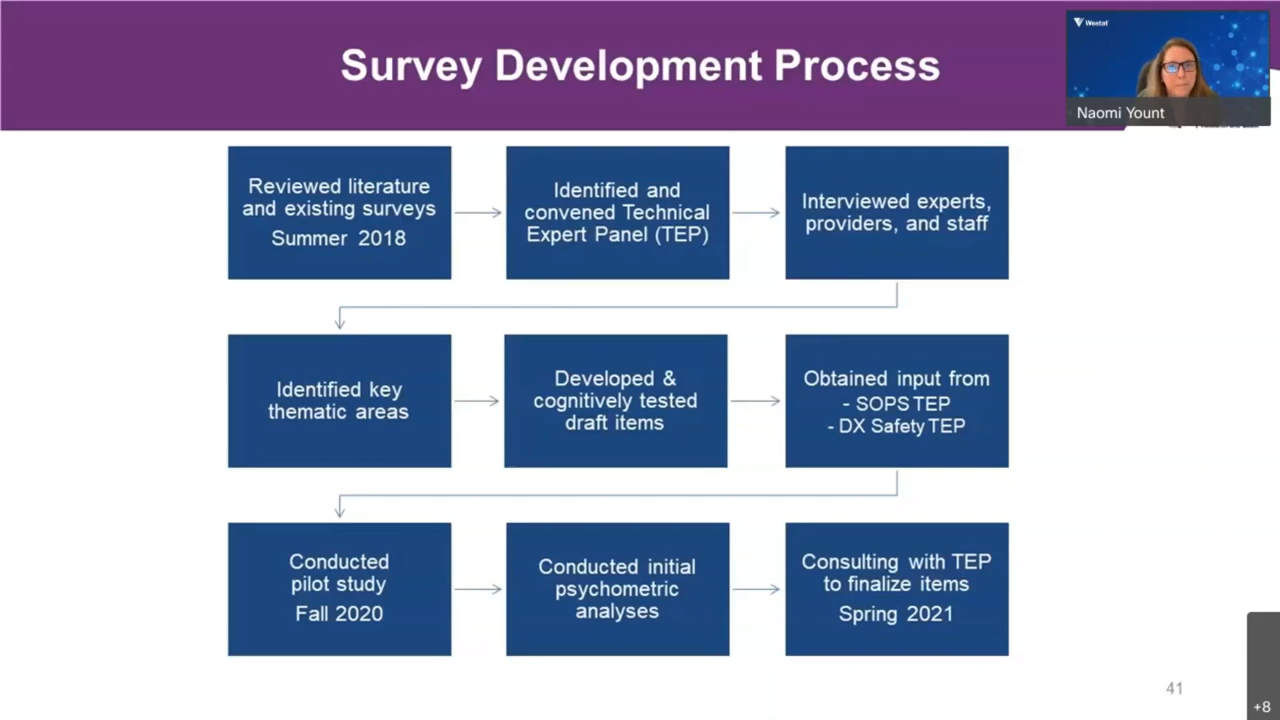 Survey Development Process
Westat
Naomi Yount
Reviewed literature
and existing surveys
Summer 2018
Identified and
convened Technical
Expert Panel (TEP)
Interviewed experts,
providers, and staff
Identified key
thematic areas
Developed &
cognitively tested
draft items
Obtained input from
- SOPS TEP
- DX Safety TEP
Conducted
pilot study
Fall 2020
Conducted initial
psychometric
analyses
Consulting with TEP
to finalize items
Spring 2021
41
+8